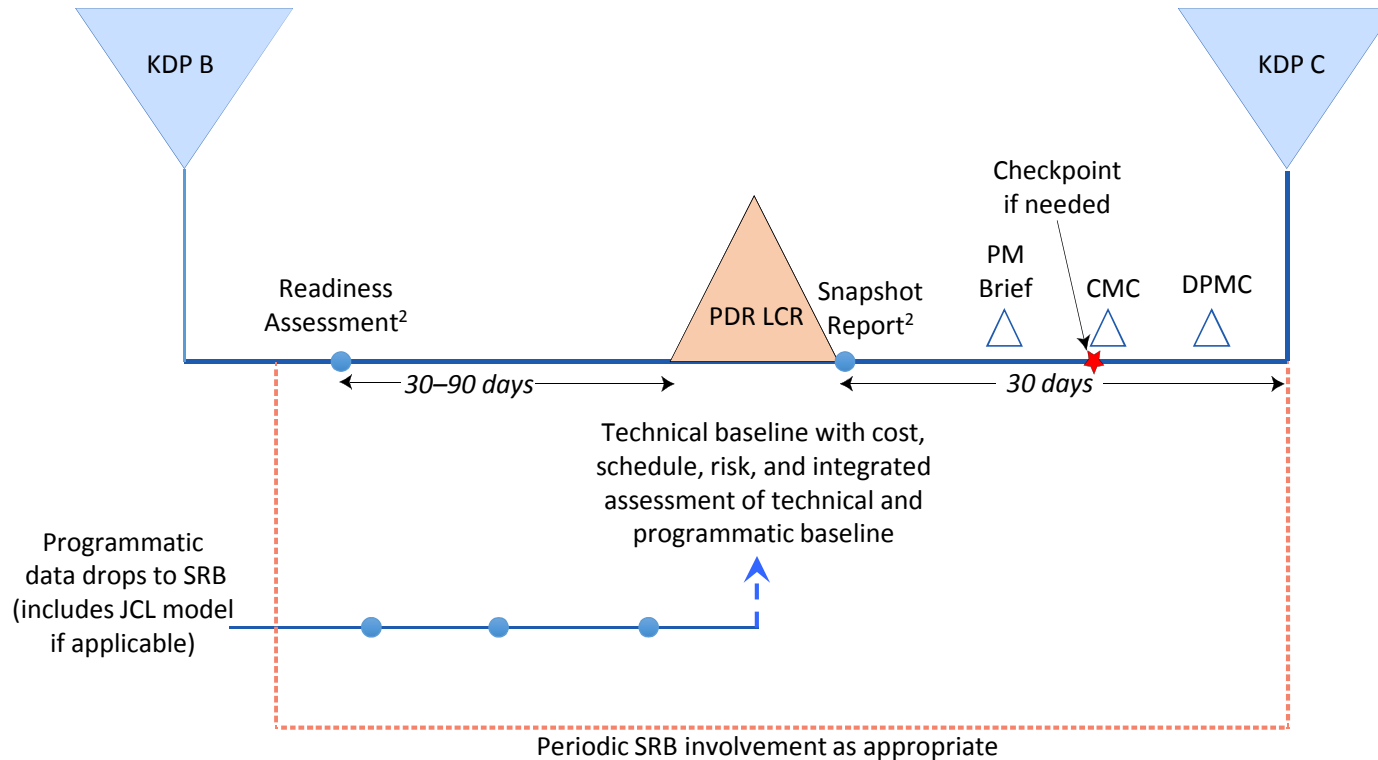 KDP B
KDP C
Checkpoint
if needed
Readiness
Assessment²
PDR LCR
Snapshot
Report²
PM
Brief
CMC
DPMC
30–90 days
30 days
Technical baseline with cost,
schedule, risk, and integrated
assessment of technical and
programmatic baseline
Programmatic
data drops to SRB
(includes JCL model
if applicable)
Periodic SRB involvement as appropriate